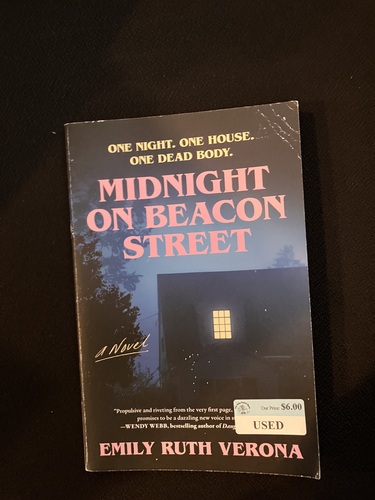 ONE NIGHT. ONE HOUSE.
ONE DEAD BODY.
MIDNIGHT
ON BEACON
STREET
a Novel
"Propulsive and riveting from the very first page,
promises to be a dazzling new voice in
—WENDY WEBB, bestselling author of
$6.00
USED
EMILY RUTH VERONA